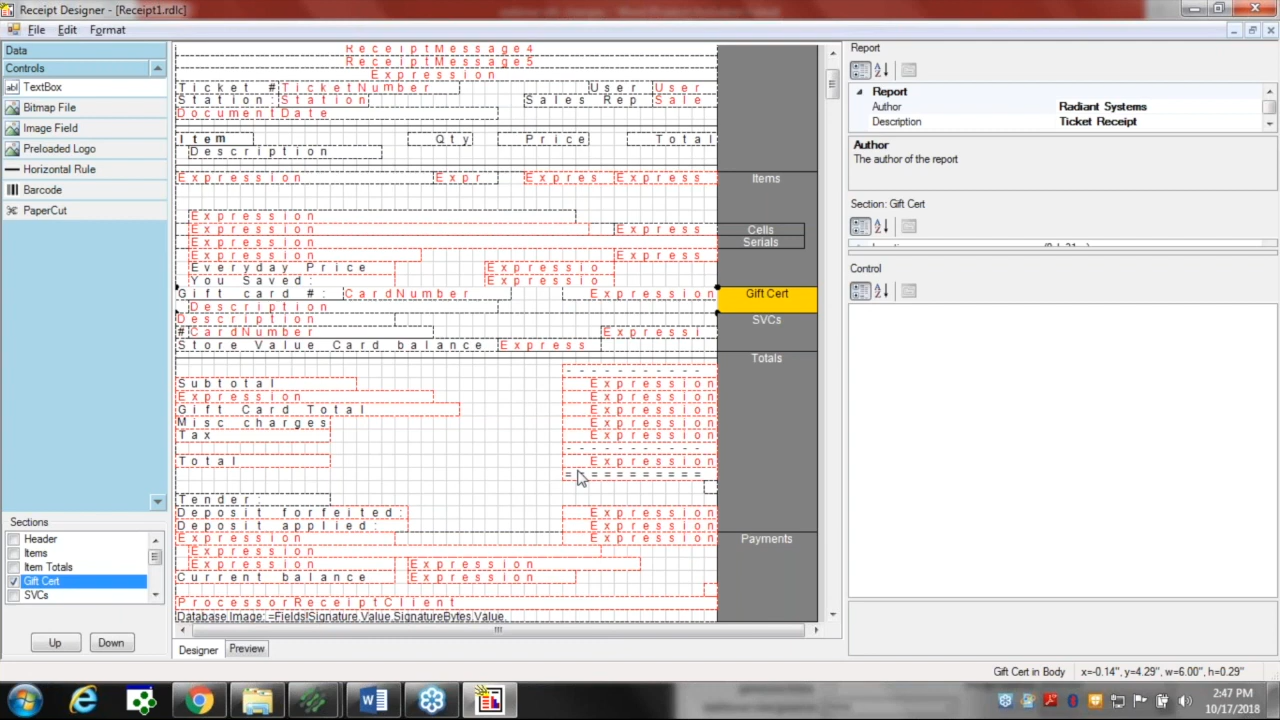 Receipt Designer - [Receipt1.rdlc]
File Edit Format
Data
Controls
TextBox
Bitmap File
Image Field
Preloaded Logo
Horizontal Rule
Barcode
PaperCut
Sections
Header
Items
Item Totals
Gift Cert
SVCs
Up Down
ReceiptMessage4
ReceiptMessage5
Expression
Ticket # TicketNumber User User
Station: Station Sales Rep Sale
DocumentDate
Item Qty Price Total
Description
Expression Expr Expres Express Items
Expression
Expression Express Cells
Expression Serials
Expression Express
Everyday Price Expressio
You Saved: Expressio
Gift card #: CardNumber Expression Gift Cert
Description
Description SVCs
#CardNumber Expressi
Store Value Card balance Express
Totals
- - - - - - - - - - -
Subtotal Expression
Expression Expression
Gift Card Total Expression
Misc charges Expression
Tax Expression
- - - - - - - - - - -
Total Expression
= = = = = = = = = = =
Tender:
Deposit forfeited: Expression
Deposit applied: Expression
Expression Expression Payments
Expression
Expression Expression
Current balance Expression
ProcessorReceiptClient
Database Image: =Fields!Signature.Value.SignatureBytes.Value
Designer Preview
Report
Report
Author Radiant Systems
Description Ticket Receipt
Author
The author of the report
Section: Gift Cert
Control
Gift Cert in Body x=-0.14", y=4.29", w=6.00", h=0.29"
2:47 PM
10/17/2018